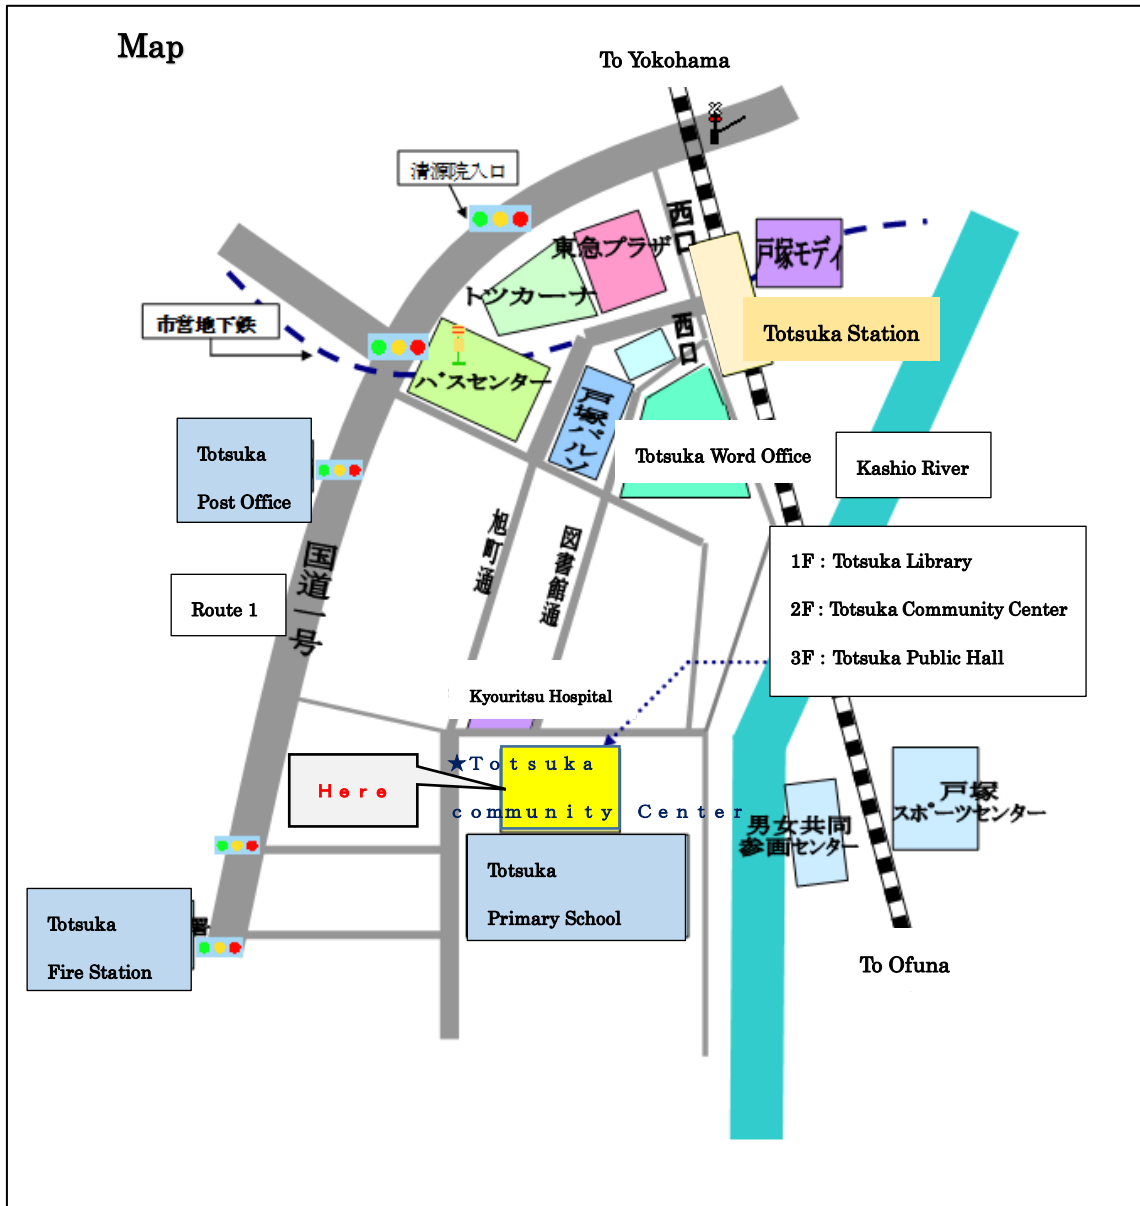 Map
To Yokohama
清源院入口
西口
東急プラザ
戸塚モディ
トツカーナ
市営地下鉄
西口
Totsuka Station
バスセンター
戸塚パルソ
Totsuka
Post Office
Totsuka Word Office
Kashio River
旭町通
図書館通
国道一号
Route 1
1F : Totsuka Library
2F : Totsuka Community Center
3F : Totsuka Public Hall
Kyouritsu Hospital
★Totsuka
community Center
Here
戸塚
スポーツセンター
男女共同
参画センター
Totsuka
Primary School
Totsuka
Fire Station
署
To Ofuna